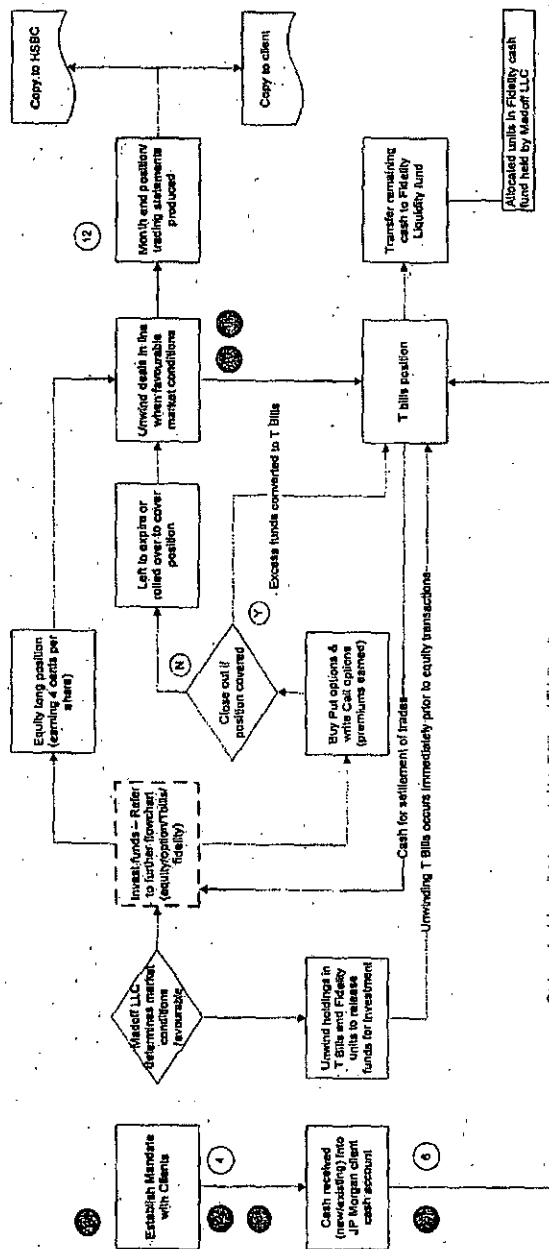 Establish Mandate
with Clients
4
Cash received
(new/existing) into
JP Morgan client
cash account
6
Madoff LLC
determines market
conditions
favourable
Unwind holdings in
T Bills and Fidelity
units to release
funds for investment
Invest funds – Refer
to further flowchart
(equity/option/Tbills/
fidelity)
Equity long position
(earning 4 cents per
share)
Buy Put options &
write Call options
(premiums earned)
Close out if
position covered
N
Y
Left to expire or
rolled over to cover
position
Excess funds converted to T Bills
Cash for settlement of trades
Unwinding T Bills occurs immediately prior to equity transactions
Unwind deals in line
when favourable
market conditions
T bills position
12
Month end position/
trading statements
produced
Copy to HSBC
Copy to client
Transfer remaining
cash to Fidelity
Liquidity fund
Allocated units in Fidelity cash
fund held by Madoff LLC